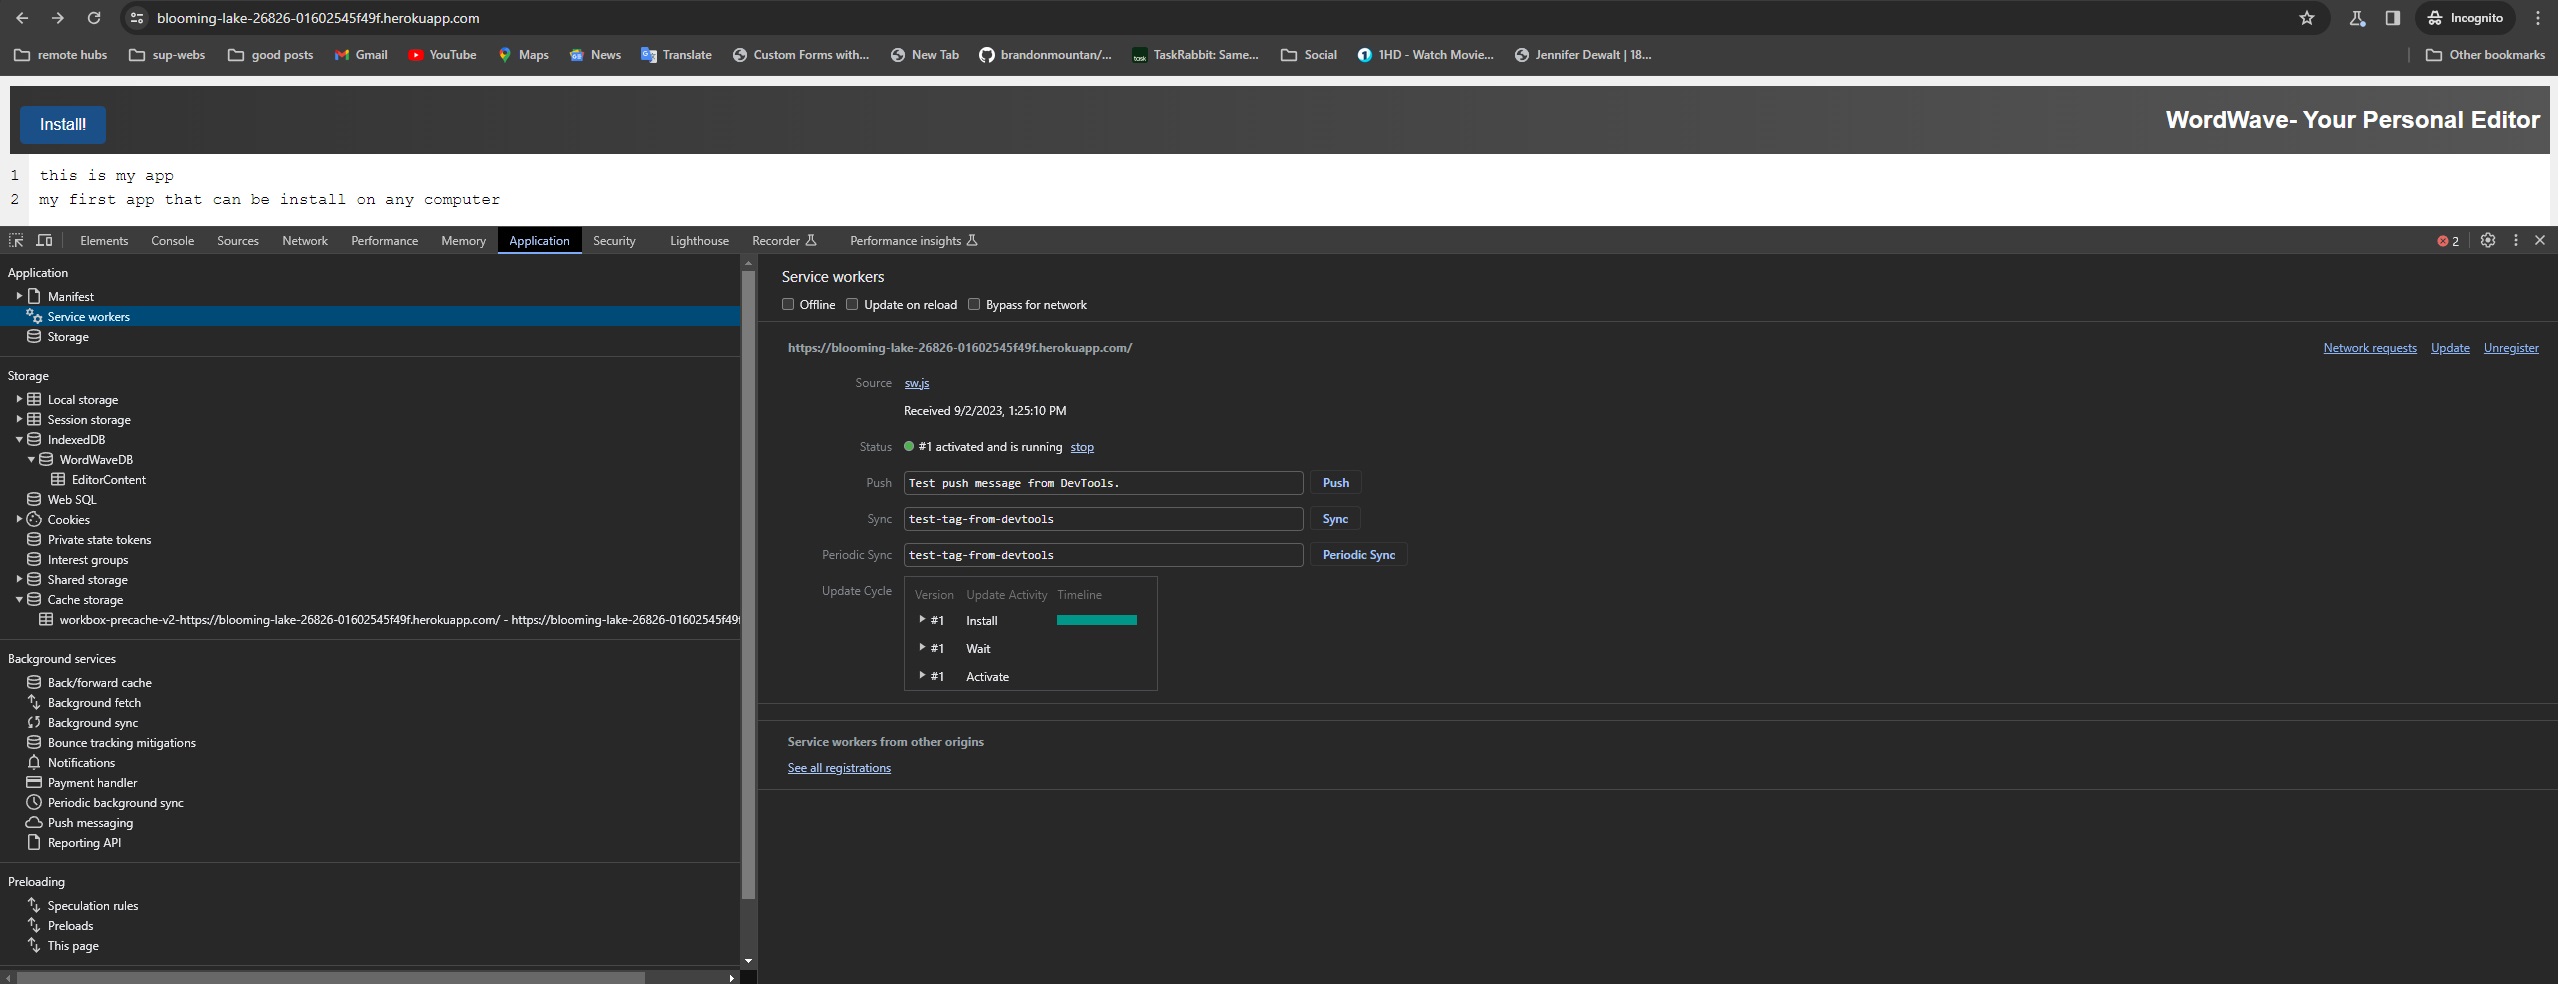 blooming-lake-26826-01602545f49f.herokuapp.com Incognito
remote hubs sup-webs good posts Gmail YouTube Maps News Translate Custom Forms with... New Tab brandonmountan/... task TaskRabbit: Same... Social 1HD - Watch Movie... Jennifer Dewalt | 18... Other bookmarks
Install! WordWave- Your Personal Editor
1 this is my app
2 my first app that can be install on any computer
Elements Console Sources Network Performance Memory Application Security Lighthouse Recorder Performance insights 2
Application
Manifest
Service workers
Storage
Storage
Local storage
Session storage
IndexedDB
WordWaveDB
EditorContent
Web SQL
Cookies
Private state tokens
Interest groups
Shared storage
Cache storage
workbox-precache-v2-https://blooming-lake-26826-01602545f49f.herokuapp.com/ - https://blooming-lake-26826-01602545f49f
Background services
Back/forward cache
Background fetch
Background sync
Bounce tracking mitigations
Notifications
Payment handler
Periodic background sync
Push messaging
Reporting API
Preloading
Speculation rules
Preloads
This page
Service workers
Offline Update on reload Bypass for network
https://blooming-lake-26826-01602545f49f.herokuapp.com/ Network requests Update Unregister
Source sw.js
Received 9/2/2023, 1:25:10 PM
Status #1 activated and is running stop
Push Test push message from DevTools. Push
Sync test-tag-from-devtools Sync
Periodic Sync test-tag-from-devtools Periodic Sync
Update Cycle Version Update Activity Timeline
#1 Install
#1 Wait
#1 Activate
Service workers from other origins
See all registrations